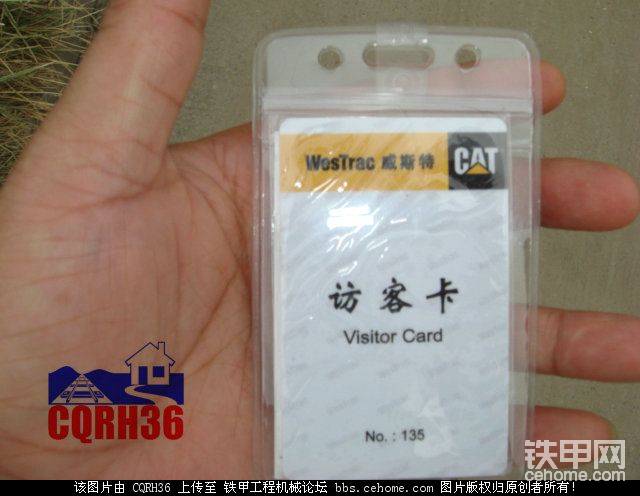 WesTrac 威斯特 CAT
访客卡
Visitor Card
No. : 135
CQRH36
铁甲网
cehome.com
该图片由 CQRH36 上传至 铁甲工程机械论坛 bbs.cehome.com 图片版权归原创者所有!